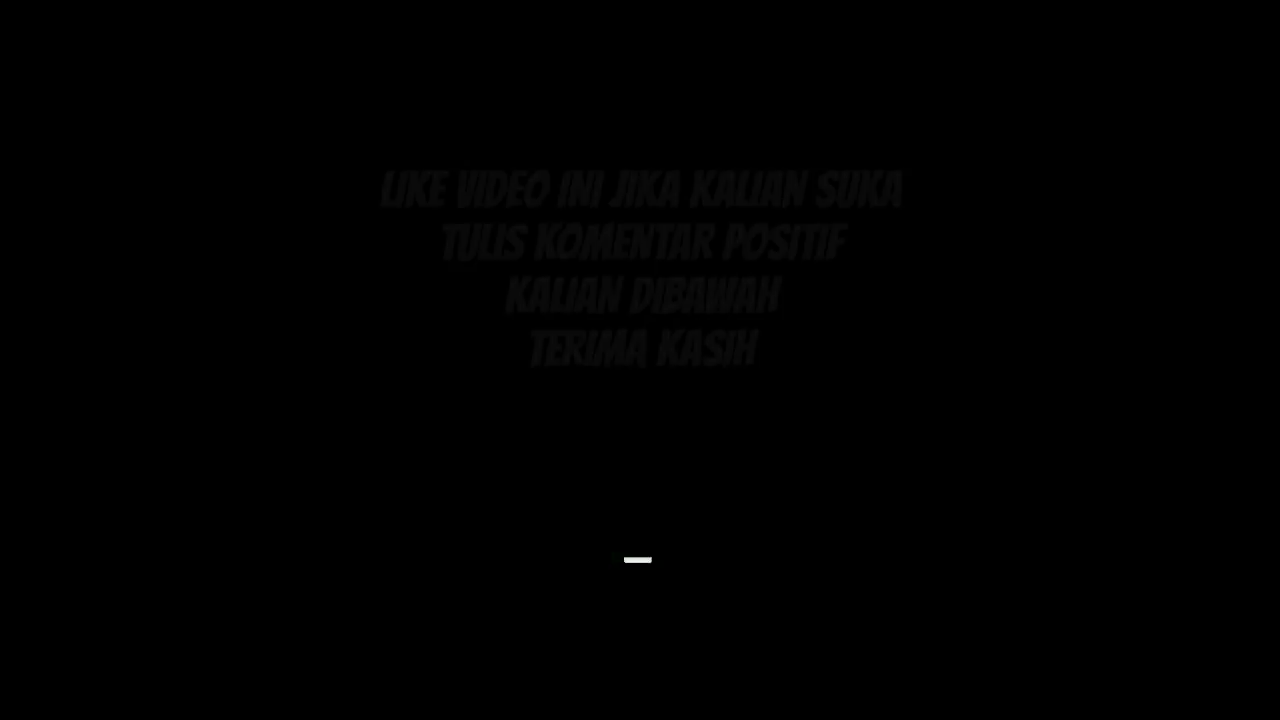 LIKE VIDEO INI JIKA KALIAN SUKA
TULIS KOMENTAR POSITIF
KALIAN DIBAWAH
TERIMA KASIH